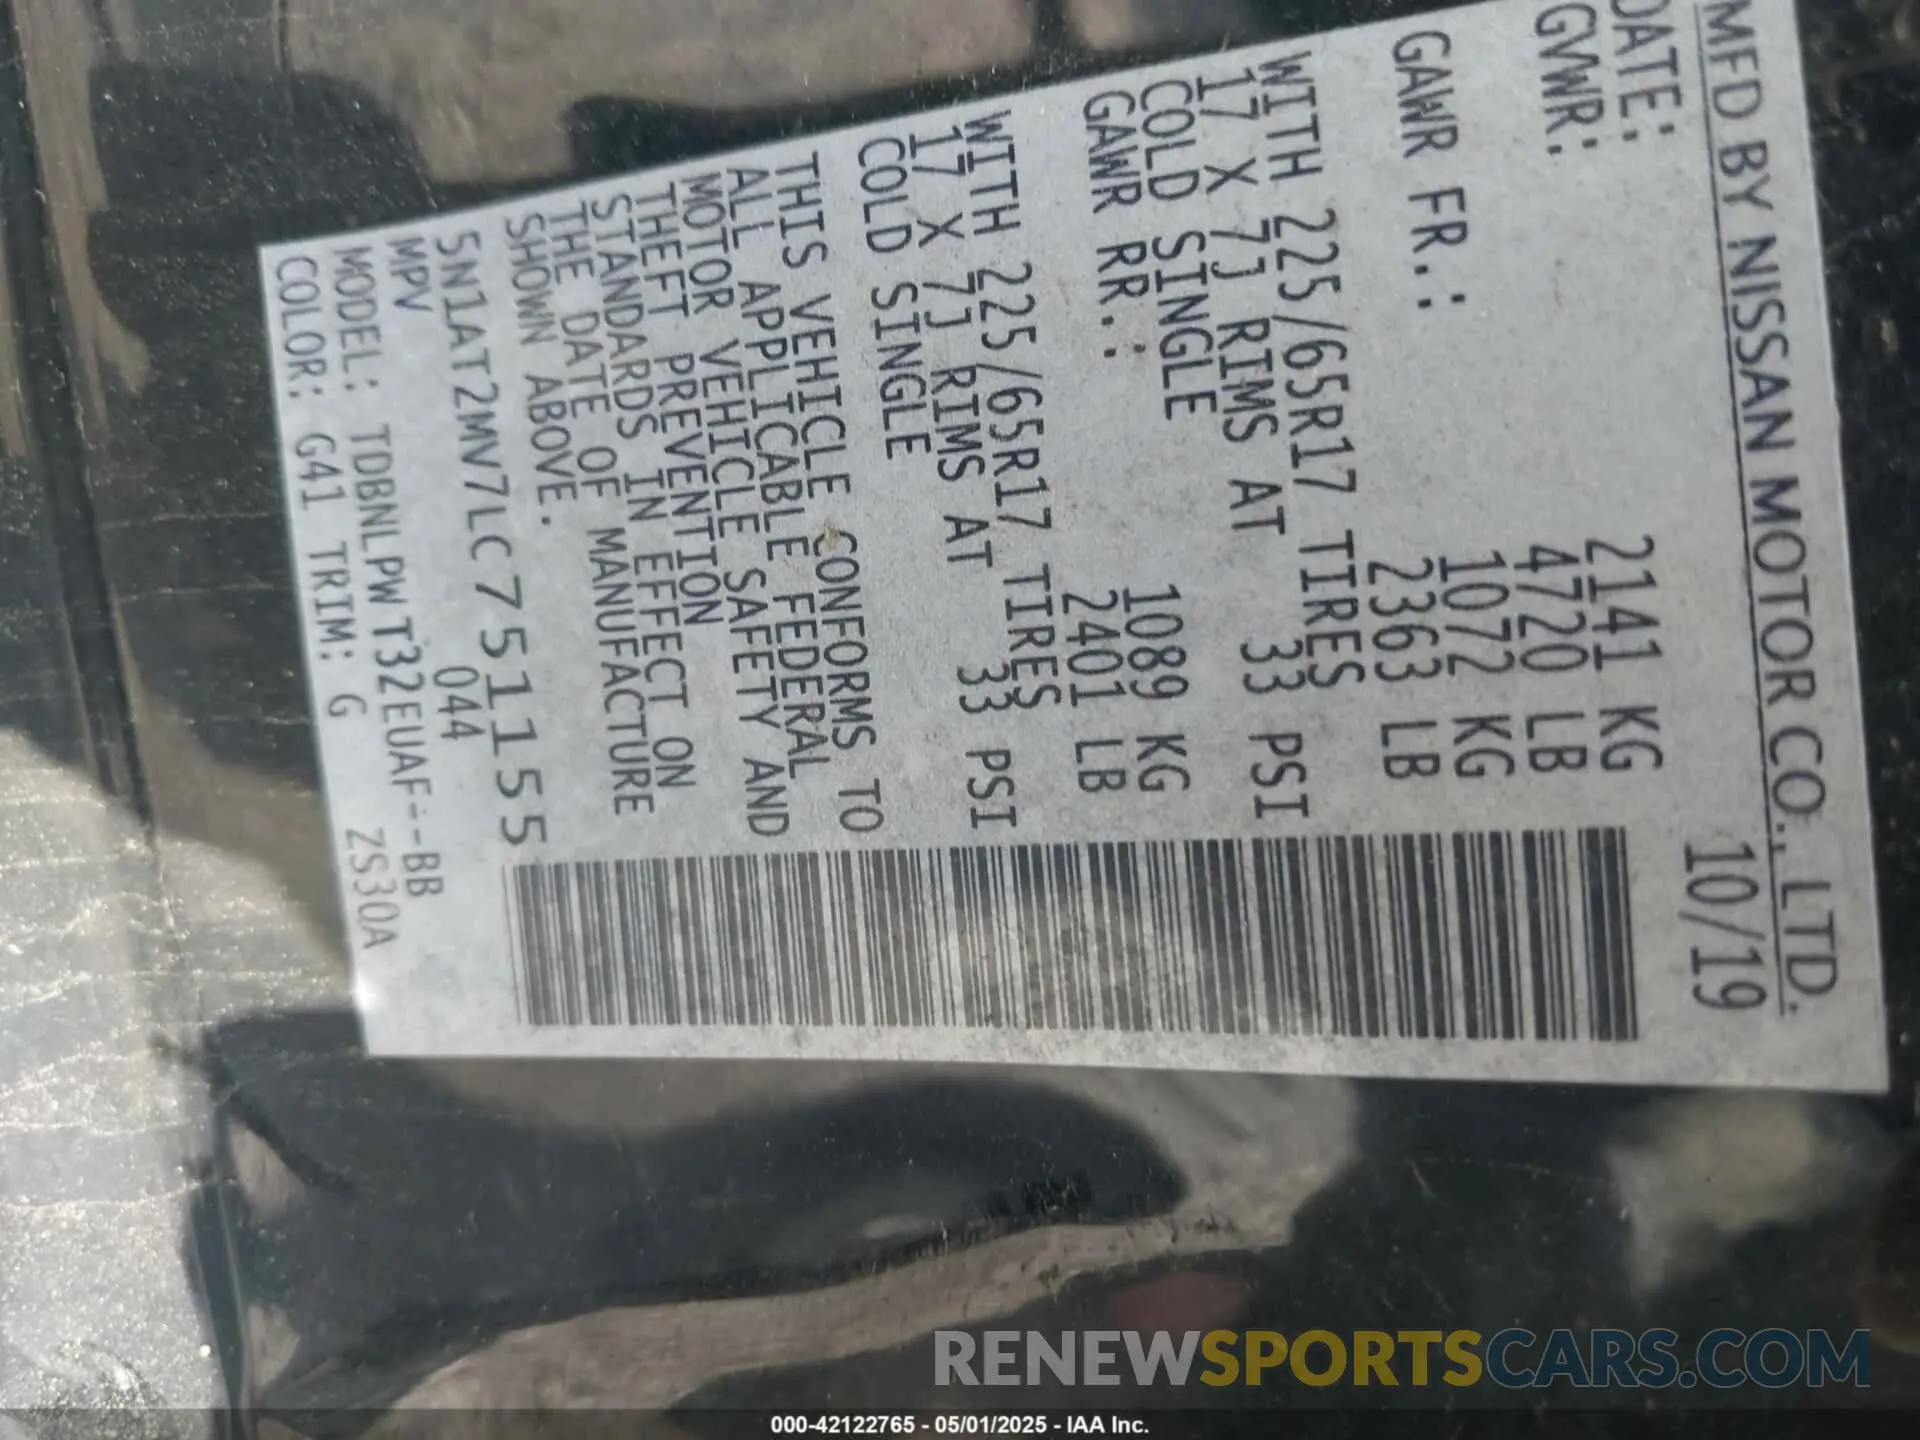 MFD BY NISSAN MOTOR CO., LTD.
DATE: 10/19
GVWR: 2141 KG
4720 LB
GAWR FR.: 1072 KG
2363 LB
WITH 225/65R17 TIRES
17 X 7J RIMS AT 33 PSI
COLD SINGLE
GAWR RR.: 1089 KG
2401 LB
WITH 225/65R17 TIRES
17 X 7J RIMS AT 33 PSI
COLD SINGLE
THIS VEHICLE CONFORMS TO
ALL APPLICABLE FEDERAL
MOTOR VEHICLE SAFETY AND
THEFT PREVENTION
STANDARDS IN EFFECT ON
THE DATE OF MANUFACTURE
SHOWN ABOVE.
5N1AT2MV7LC751155
MPV 044
MODEL: TDBNLPWT32EUAF--BB
COLOR: G41 TRIM: G ZS30A
RENEWSPORTSCARS.COM
000-42122765 - 05/01/2025 - IAA Inc.